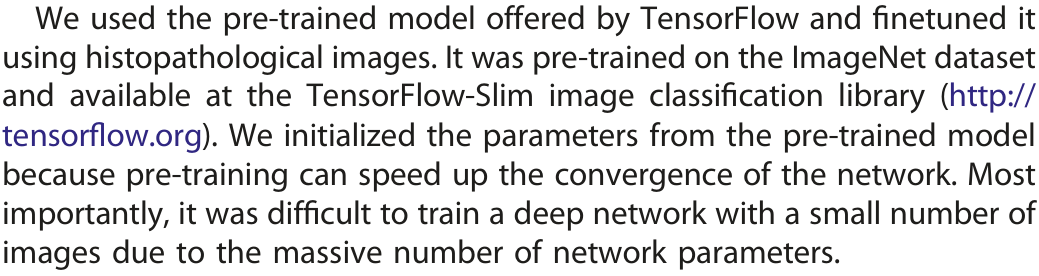 We used the pre-trained model offered by TensorFlow and finetuned it
using histopathological images. It was pre-trained on the ImageNet dataset
and available at the TensorFlow-Slim image classification library (http://
tensorflow.org). We initialized the parameters from the pre-trained model
because pre-training can speed up the convergence of the network. Most
importantly, it was difficult to train a deep network with a small number of
images due to the massive number of network parameters.